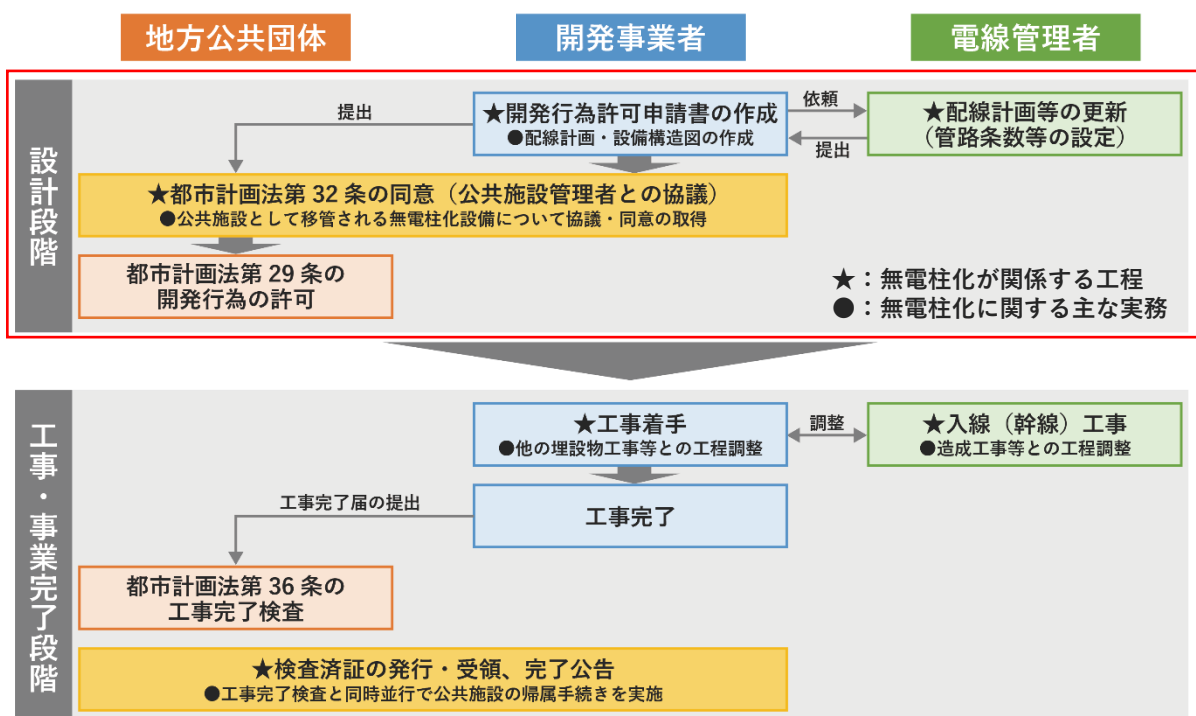 地方公共団体
開発事業者
電線管理者
設計段階
提出
★開発行為許可申請書の作成
●配線計画・設備構造図の作成
依頼
提出
★配線計画等の更新
(管路条数等の設定)
★都市計画法第 32 条の同意（公共施設管理者との協議）
●公共施設として移管される無電柱化設備について協議・同意の取得
都市計画法第 29 条の
開発行為の許可
★：無電柱化が関係する工程
●：無電柱化に関する主な実務
工事・事業完了段階
★工事着手
●他の埋設物工事等との工程調整
調整
★入線（幹線）工事
●造成工事等との工程調整
工事完了届の提出
工事完了
都市計画法第 36 条の
工事完了検査
★検査済証の発行・受領、完了公告
●工事完了検査と同時並行で公共施設の帰属手続きを実施